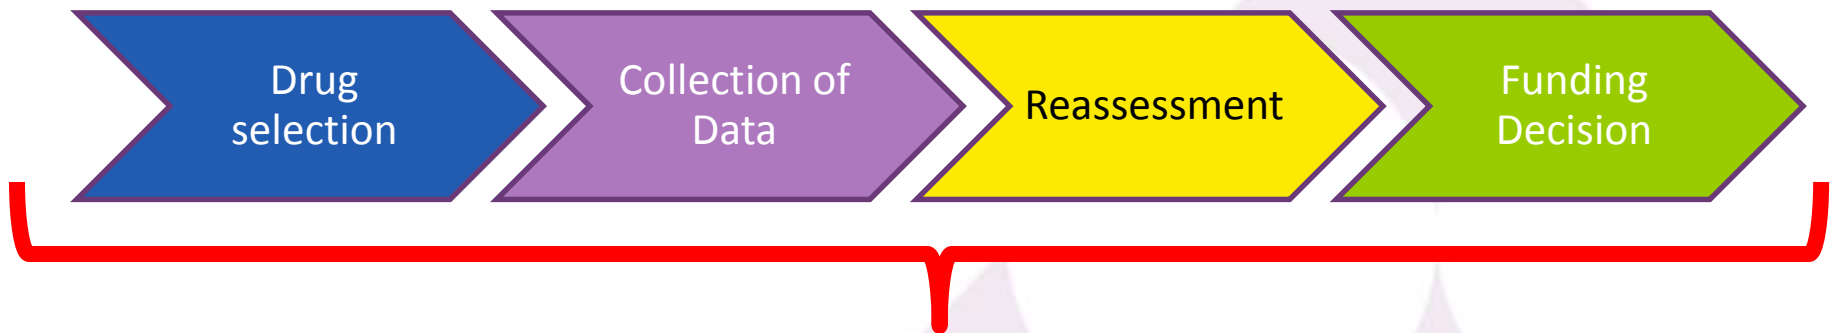 Drug
selection
Collection of
Data
Reassessment
Funding
Decision